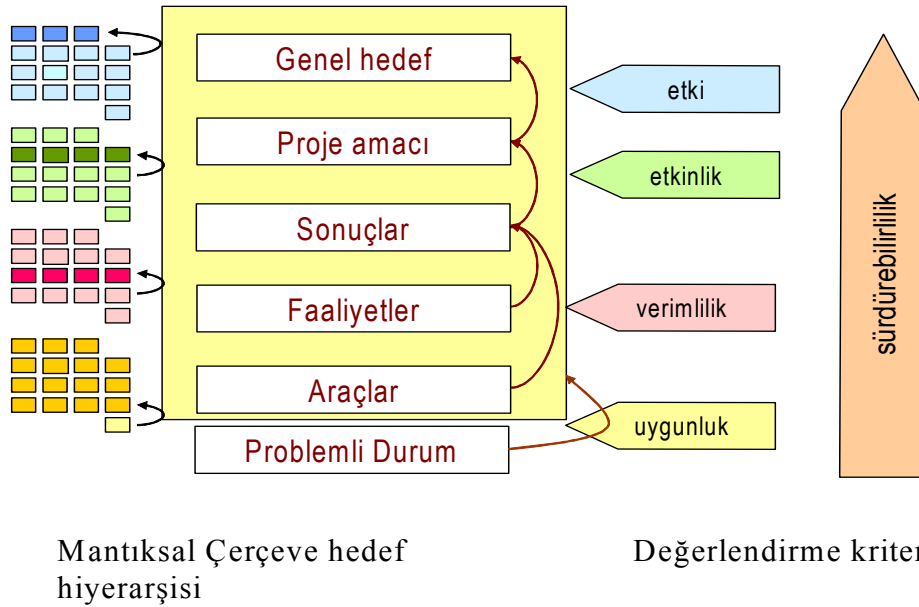 Genel hedef
etki
Proje amacı
etkinlik
Sonuçlar
sürdürebilirlilik
Faaliyetler
verimlilik
Araçlar
uygunluk
Problemli Durum
Mantıksal Çerçeve hedef
hiyerarşisi
Değerlendirme